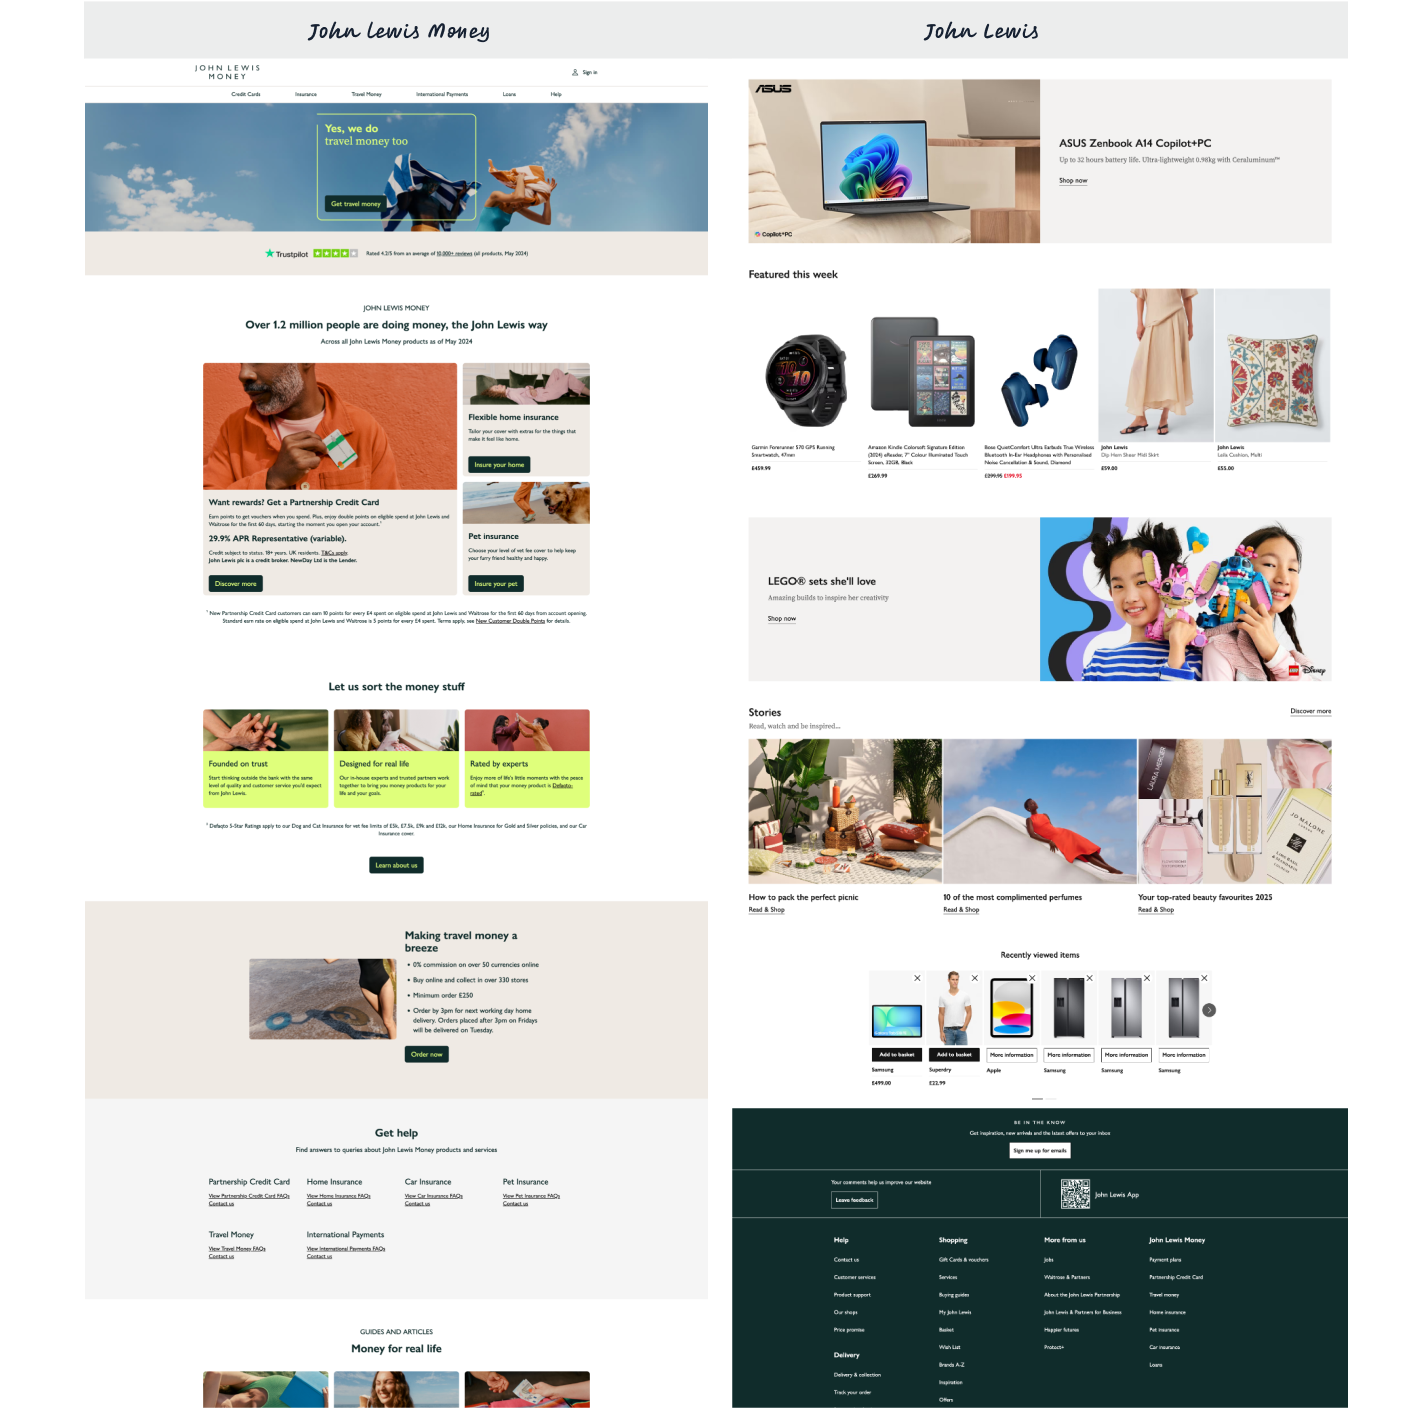 John Lewis Money
JOHN LEWIS
MONEY
Sign in
Credit Cards
Insurance
Travel Money
International Payments
Loans
Help
Yes, we do
travel money too
Get travel money
Trustpilot
Rated 4.2/5 from an average of 10,000+ reviews (all products, May 2024)
JOHN LEWIS MONEY
Over 1.2 million people are doing money, the John Lewis way
Across all John Lewis Money products as of May 2024
Want rewards? Get a Partnership Credit Card
Earn points to get vouchers when you spend. Plus, enjoy double points on eligible spend at John Lewis and
Waitrose for the first 60 days, starting the moment you open your account.¹
29.9% APR Representative (variable).
Credit subject to status. 18+ years. UK residents. T&Cs apply.
John Lewis plc is a credit broker. NewDay Ltd is the Lender.
Discover more
Flexible home insurance
Tailor your cover with extras for the things that
make it feel like home.
Insure your home
Pet insurance
Choose your level of vet fee cover to help keep
your furry friend healthy and happy.
Insure your pet
¹ New Partnership Credit Card customers can earn 10 points for every £4 spent on eligible spend at John Lewis and Waitrose for the first 60 days from account opening.
Standard earn rate on eligible spend at John Lewis and Waitrose is 5 points for every £4 spent. Terms apply, see New Customer Double Points for details.
Let us sort the money stuff
Founded on trust
Start thinking outside the bank with the same
level of quality and customer service you'd expect
from John Lewis.
Designed for real life
Our in-house experts and trusted partners work
together to bring you money products for your
life and your goals.
Rated by experts
Enjoy more of life's little moments with the peace
of mind that your money product is Defaqto-
rated².
² Defaqto 5-Star Ratings apply to our Dog and Cat Insurance for vet fee limits of £5k, £7.5k, £9k and £12k, our Home Insurance for Gold and Silver policies, and our Car
Insurance cover.
Learn about us
Making travel money a
breeze
• 0% commission on over 50 currencies online
• Buy online and collect in over 330 stores
• Minimum order £250
• Order by 3pm for next working day home
delivery. Orders placed after 3pm on Fridays
will be delivered on Tuesday.
Order now
Get help
Find answers to queries about John Lewis Money products and services
Partnership Credit Card
View Partnership Credit Card FAQs
Contact us
Home Insurance
View Home Insurance FAQs
Contact us
Car Insurance
View Car Insurance FAQs
Contact us
Pet Insurance
View Pet Insurance FAQs
Contact us
Travel Money
View Travel Money FAQs
Contact us
International Payments
View International Payments FAQs
Contact us
GUIDES AND ARTICLES
Money for real life
John Lewis
ASUS
Copilot+PC
ASUS Zenbook A14 Copilot+PC
Up to 32 hours battery life. Ultra-lightweight 0.98kg with Ceraluminum™
Shop now
Featured this week
Garmin Forerunner 570 GPS Running
Smartwatch, 47mm
£459.99
Amazon Kindle Colorsoft Signature Edition
(2024) eReader, 7" Colour Illuminated Touch
Screen, 32GB, Black
£269.99
Bose QuietComfort Ultra Earbuds True Wireless
Bluetooth In-Ear Headphones with Personalised
Noise Cancellation & Sound, Diamond
£299.95 £199.95
John Lewis
Dip Hem Shear Midi Skirt
£59.00
John Lewis
Laila Cushion, Multi
£55.00
LEGO® sets she'll love
Amazing builds to inspire her creativity
Shop now
LEGO
Disney
Stories
Read, watch and be inspired...
Discover more
LAURA MERCIER
JO MALONE
LONDON
How to pack the perfect picnic
Read & Shop
10 of the most complimented perfumes
Read & Shop
Your top-rated beauty favourites 2025
Read & Shop
Recently viewed items
Add to basket
Samsung
£499.00
Add to basket
Superdry
£22.99
More information
Apple
More information
Samsung
More information
Samsung
More information
Samsung
BE IN THE KNOW
Get inspiration, new arrivals and the latest offers to your inbox
Sign me up for emails
Your comments help us improve our website
Leave feedback
John Lewis App
Help
Contact us
Customer services
Product support
Our shops
Price promise
Delivery
Delivery & collection
Track your order
Shopping
Gift Cards & vouchers
Services
Buying guides
My John Lewis
Basket
Wish List
Brands A-Z
Inspiration
Offers
More from us
Jobs
Waitrose & Partners
About the John Lewis Partnership
John Lewis & Partners for Business
Happier futures
Protect+
John Lewis Money
Payment plans
Partnership Credit Card
Travel money
Home insurance
Pet insurance
Car insurance
Loans